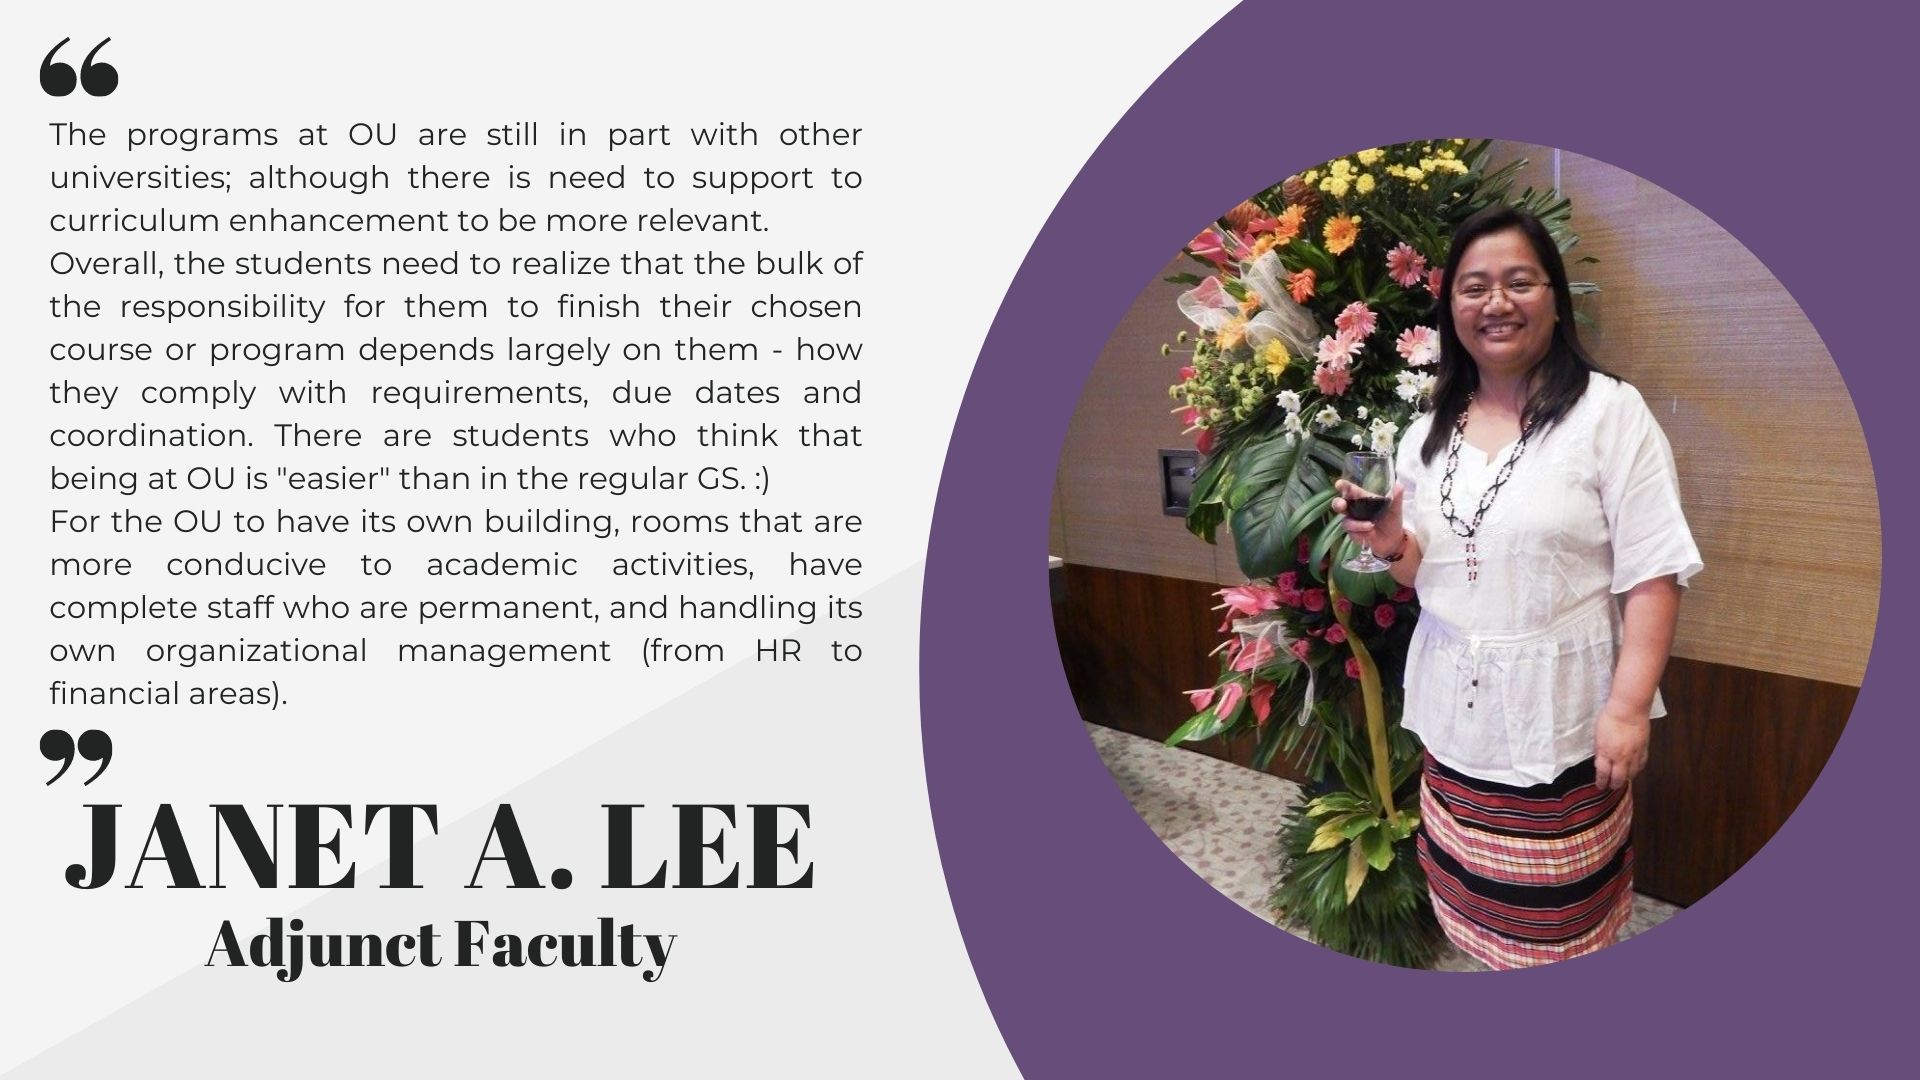 “
The programs at OU are still in part with other
universities; although there is need to support to
curriculum enhancement to be more relevant.
Overall, the students need to realize that the bulk of
the responsibility for them to finish their chosen
course or program depends largely on them - how
they comply with requirements, due dates and
coordination. There are students who think that
being at OU is "easier" than in the regular GS. :)
For the OU to have its own building, rooms that are
more conducive to academic activities, have
complete staff who are permanent, and handling its
own organizational management (from HR to
financial areas).
”
JANET A. LEE
Adjunct Faculty